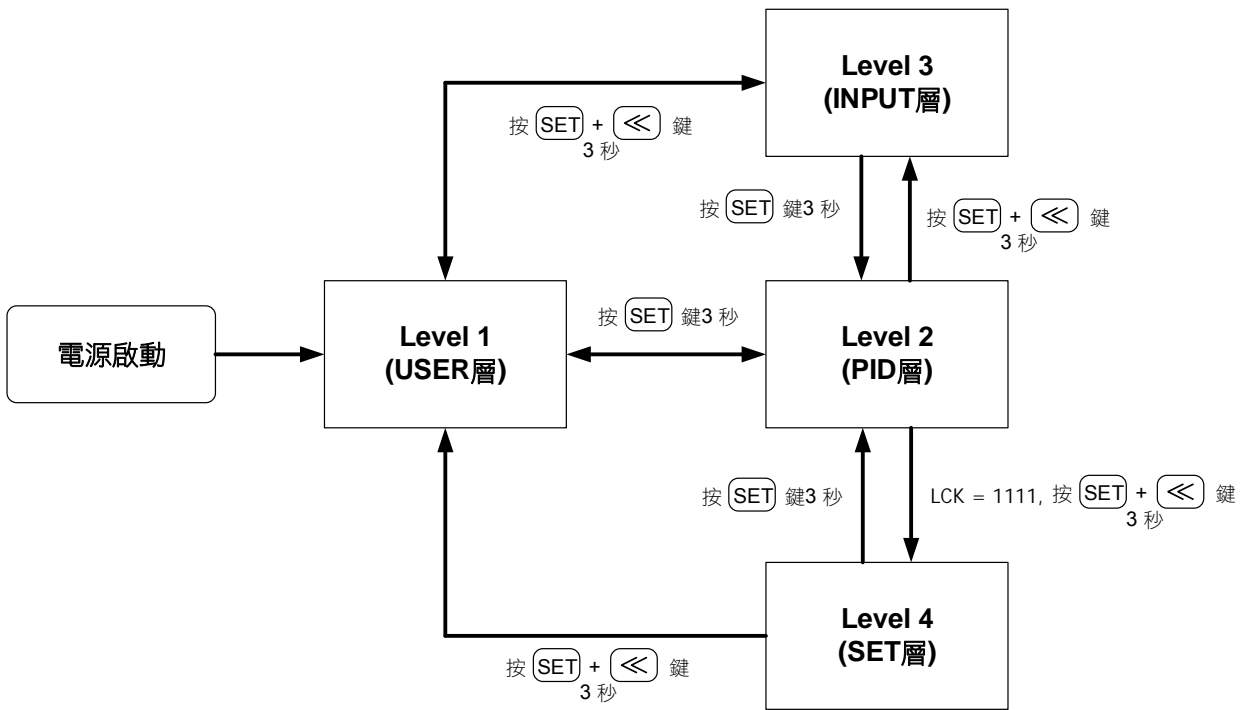 Level 3
(INPUT層)
按 SET + ≪ 鍵
3 秒
按 SET 鍵3 秒
按 SET + ≪ 鍵
3 秒
電源啟動
Level 1
(USER層)
按 SET 鍵3 秒
Level 2
(PID層)
按 SET 鍵3 秒
LCK = 1111, 按 SET + ≪ 鍵
3 秒
Level 4
(SET層)
按 SET + ≪ 鍵
3 秒